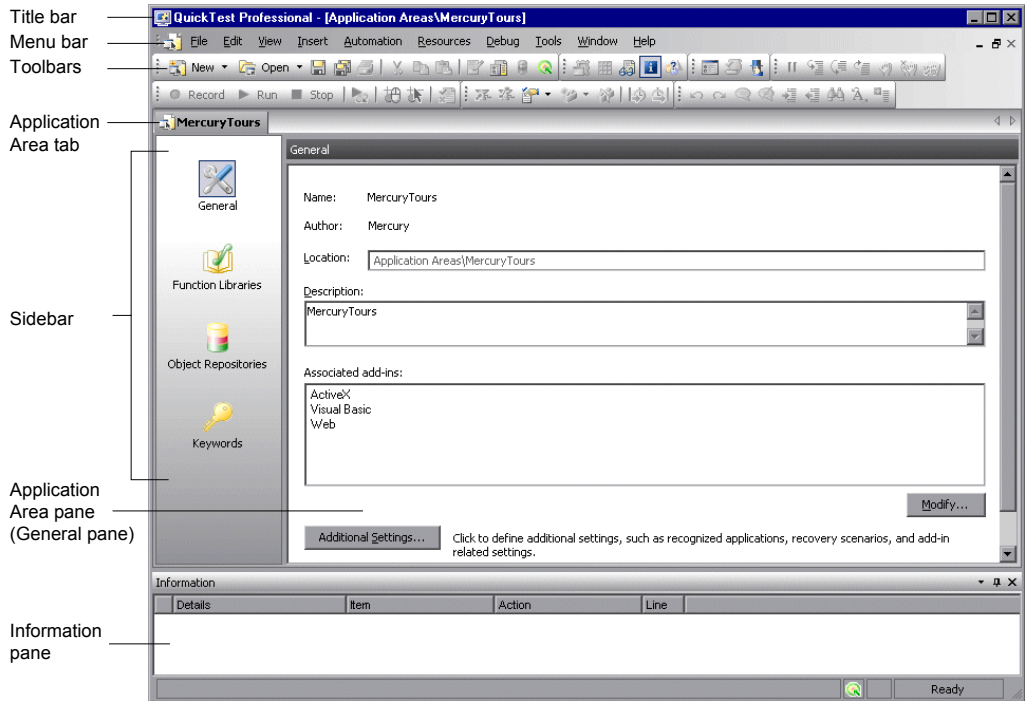 Title bar
QuickTest Professional - [Application Areas\MercuryTours]
Menu bar
File Edit View Insert Automation Resources Debug Tools Window Help
Toolbars
New Open
Record Run Stop
Application
Area tab
MercuryTours
Sidebar
General
Function Libraries
Object Repositories
Keywords
General
Name: MercuryTours
Author: Mercury
Location: Application Areas\MercuryTours
Description:
MercuryTours
Associated add-ins:
ActiveX
Visual Basic
Web
Modify...
Application
Area pane
(General pane)
Additional Settings...
Click to define additional settings, such as recognized applications, recovery scenarios, and add-in
related settings.
Information
Details Item Action Line
Information
pane
Ready